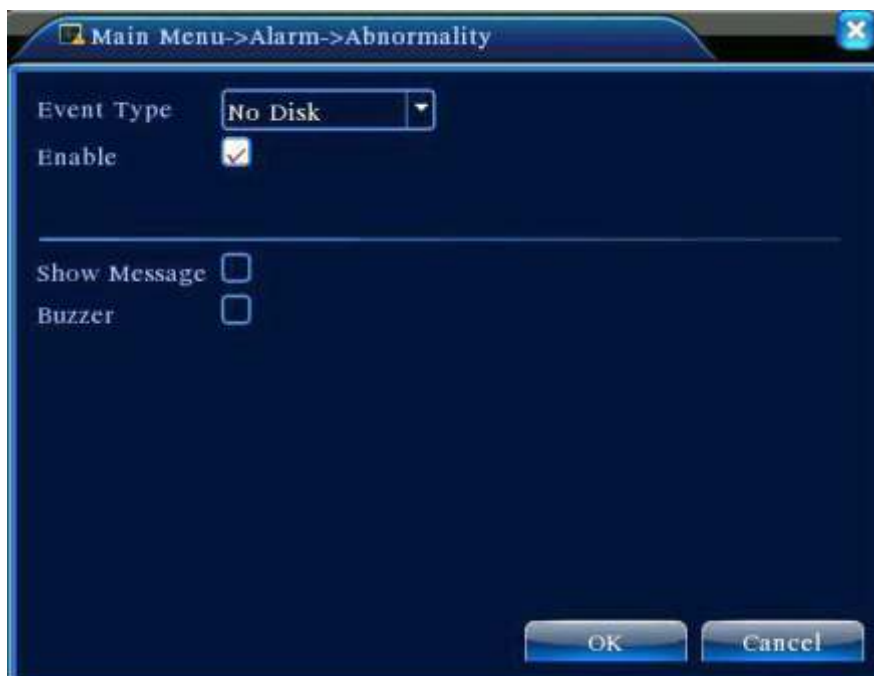 Main Menu->Alarm->Abnormality
Event Type No Disk
Enable
Show Message
Buzzer
OK Cancel